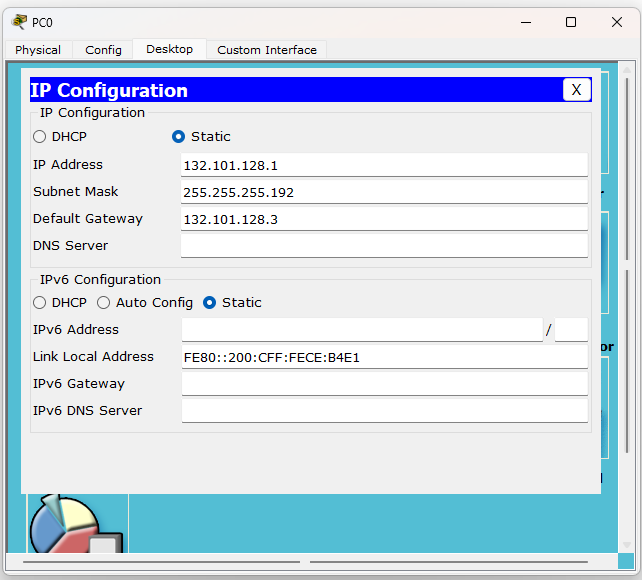 PC0
Physical Config Desktop Custom Interface
IP Configuration X
IP Configuration
DHCP Static
IP Address 132.101.128.1
Subnet Mask 255.255.255.192
Default Gateway 132.101.128.3
DNS Server
IPv6 Configuration
DHCP Auto Config Static
IPv6 Address /
Link Local Address FE80::200:CFF:FECE:B4E1
IPv6 Gateway
IPv6 DNS Server
or